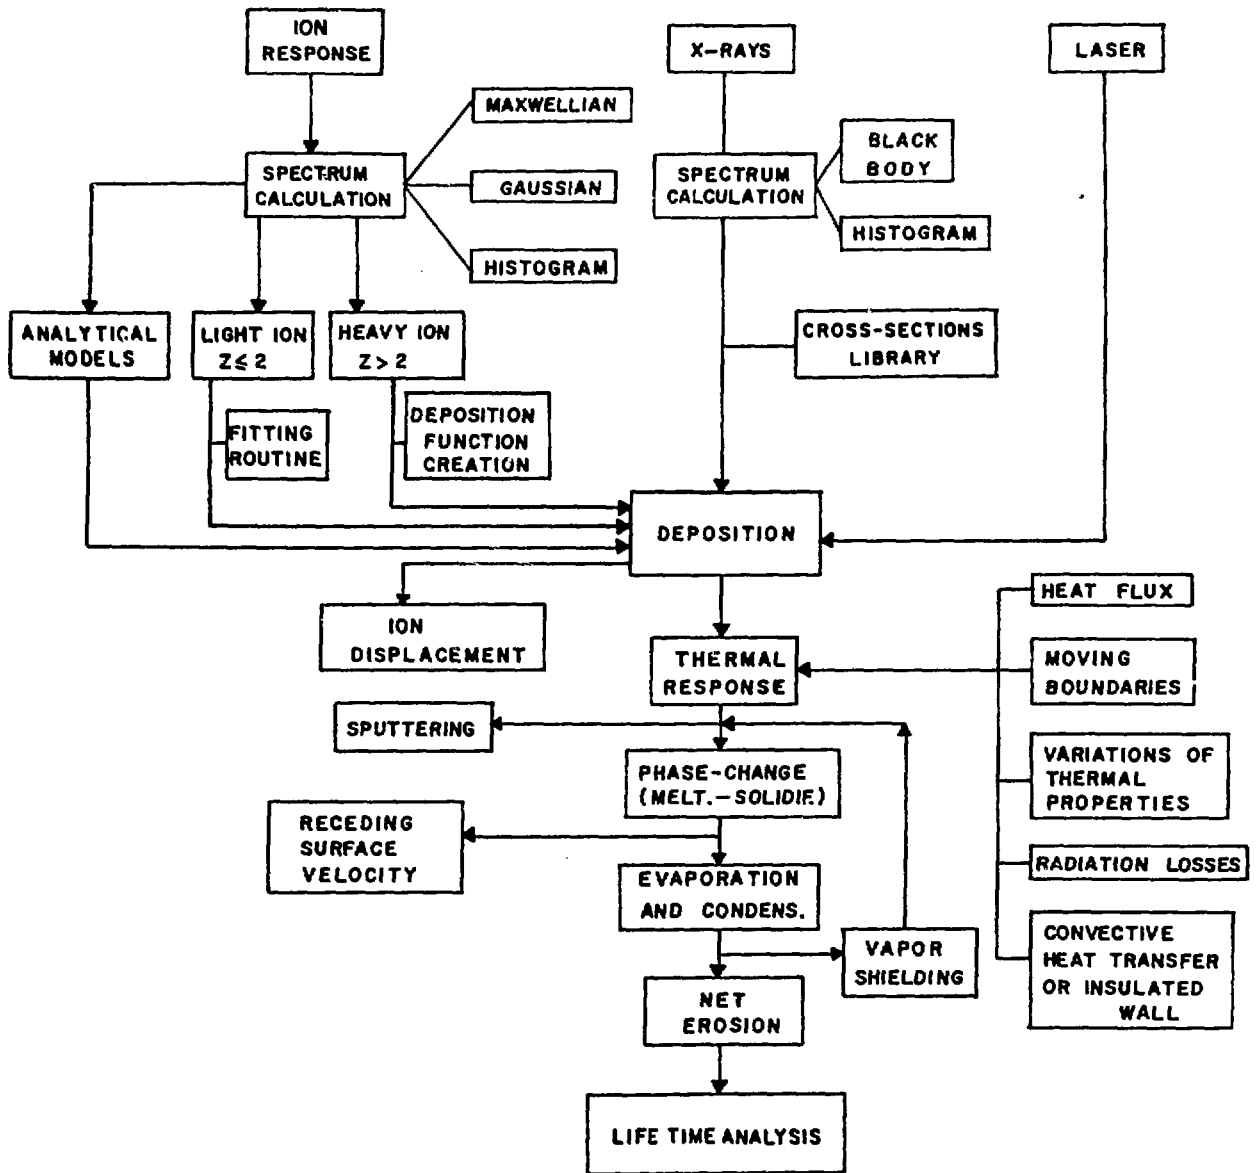 ION
RESPONSE
X-RAYS
LASER
MAXWELLIAN
SPECTRUM
CALCULATION
GAUSSIAN
HISTOGRAM
SPECTRUM
CALCULATION
BLACK
BODY
HISTOGRAM
ANALYTICAL
MODELS
LIGHT ION
Z ≤ 2
HEAVY ION
Z > 2
CROSS-SECTIONS
LIBRARY
FITTING
ROUTINE
DEPOSITION
FUNCTION
CREATION
DEPOSITION
ION
DISPLACEMENT
THERMAL
RESPONSE
HEAT FLUX
MOVING
BOUNDARIES
SPUTTERING
PHASE-CHANGE
(MELT.-SOLIDIF.)
VARIATIONS OF
THERMAL
PROPERTIES
RECEDING
SURFACE
VELOCITY
EVAPORATION
AND CONDENS.
RADIATION LOSSES
VAPOR
SHIELDING
CONVECTIVE
HEAT TRANSFER
OR INSULATED
WALL
NET
EROSION
LIFE TIME ANALYSIS